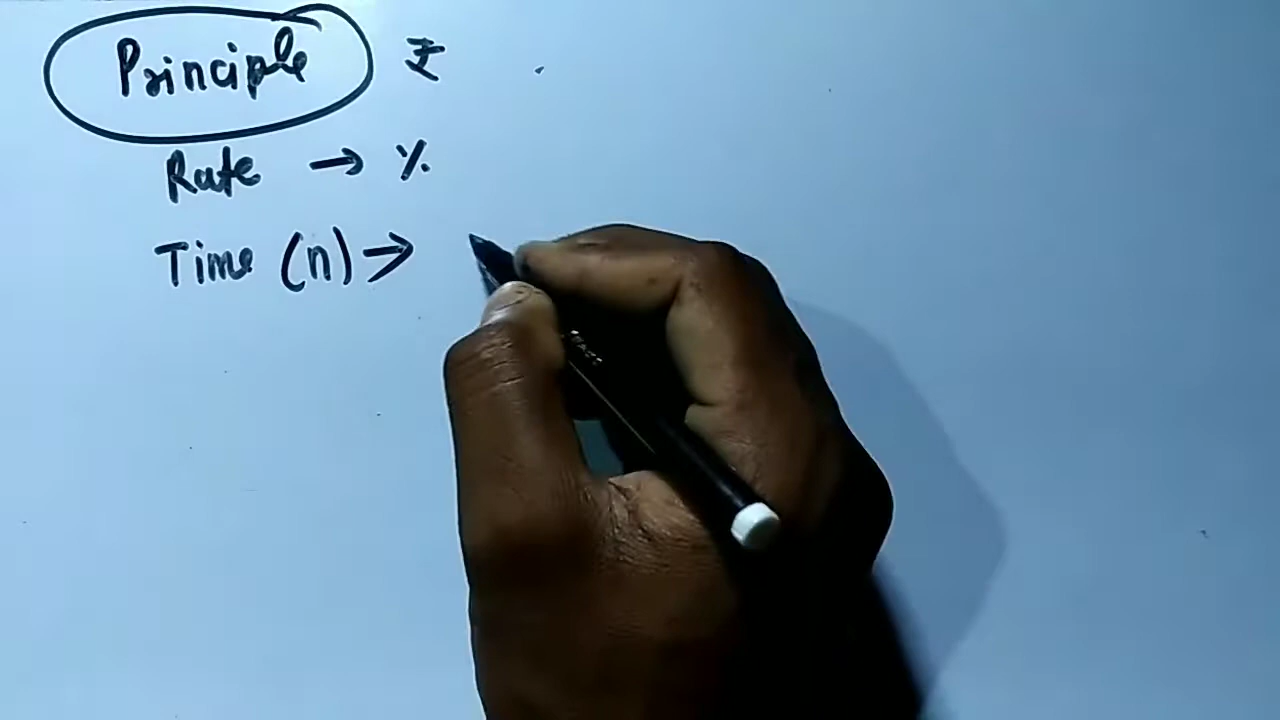 Principle ₹
Rate → %
Time (n) →